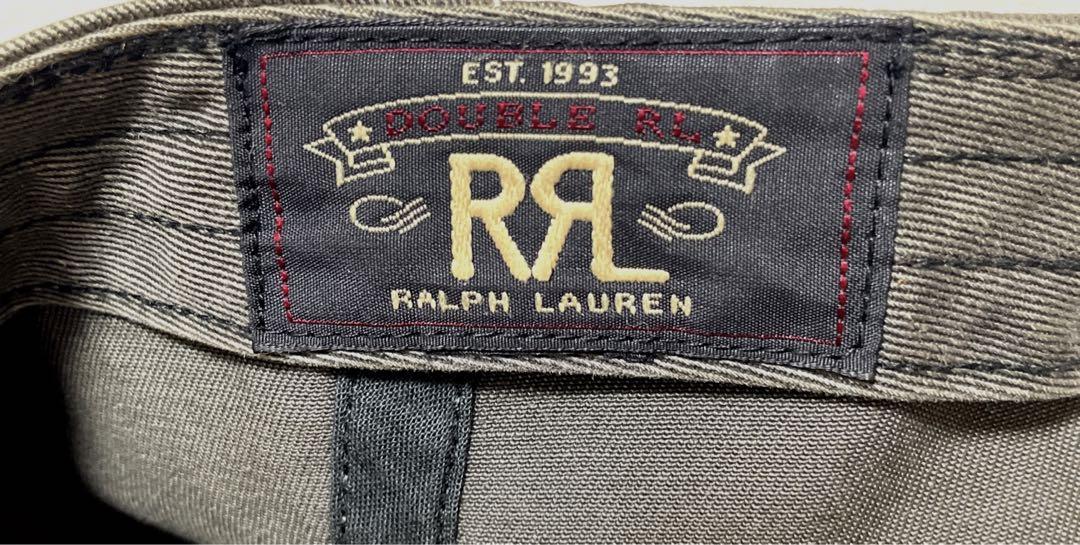 EST. 1993
DOUBLE RL
RRL
RALPH LAUREN